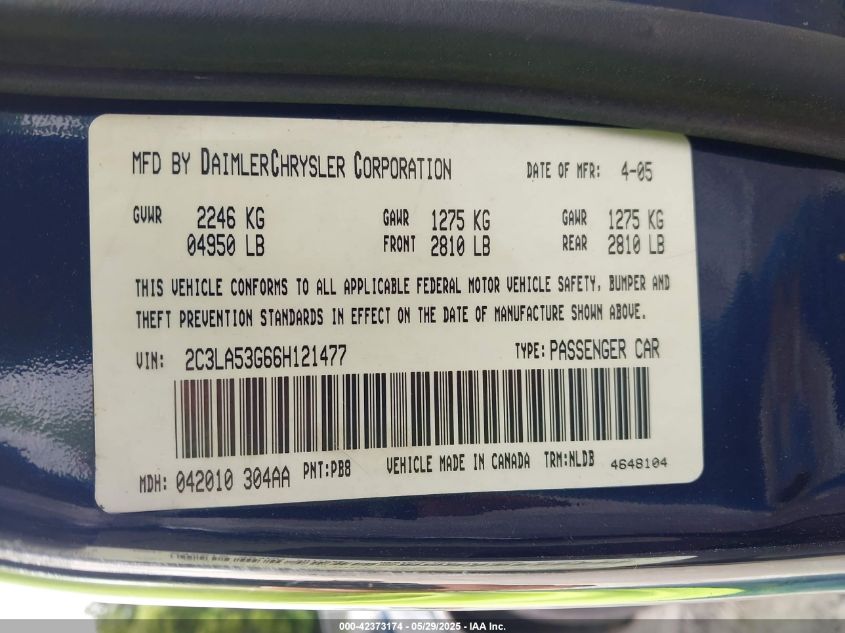 MFD BY DAIMLERCHRYSLER CORPORATION DATE OF MFR: 4-05
GVWR 2246 KG GAWR 1275 KG GAWR 1275 KG
04950 LB FRONT 2810 LB REAR 2810 LB
THIS VEHICLE CONFORMS TO ALL APPLICABLE FEDERAL MOTOR VEHICLE SAFETY, BUMPER AND
THEFT PREVENTION STANDARDS IN EFFECT ON THE DATE OF MANUFACTURE SHOWN ABOVE.
VIN: 2C3LA53G66H121477 TYPE: PASSENGER CAR
MDH: 042010 304AA PNT:PB8 VEHICLE MADE IN CANADA TRM:NLDB 4648104
000-42373174 - 05/29/2025 - IAA Inc.